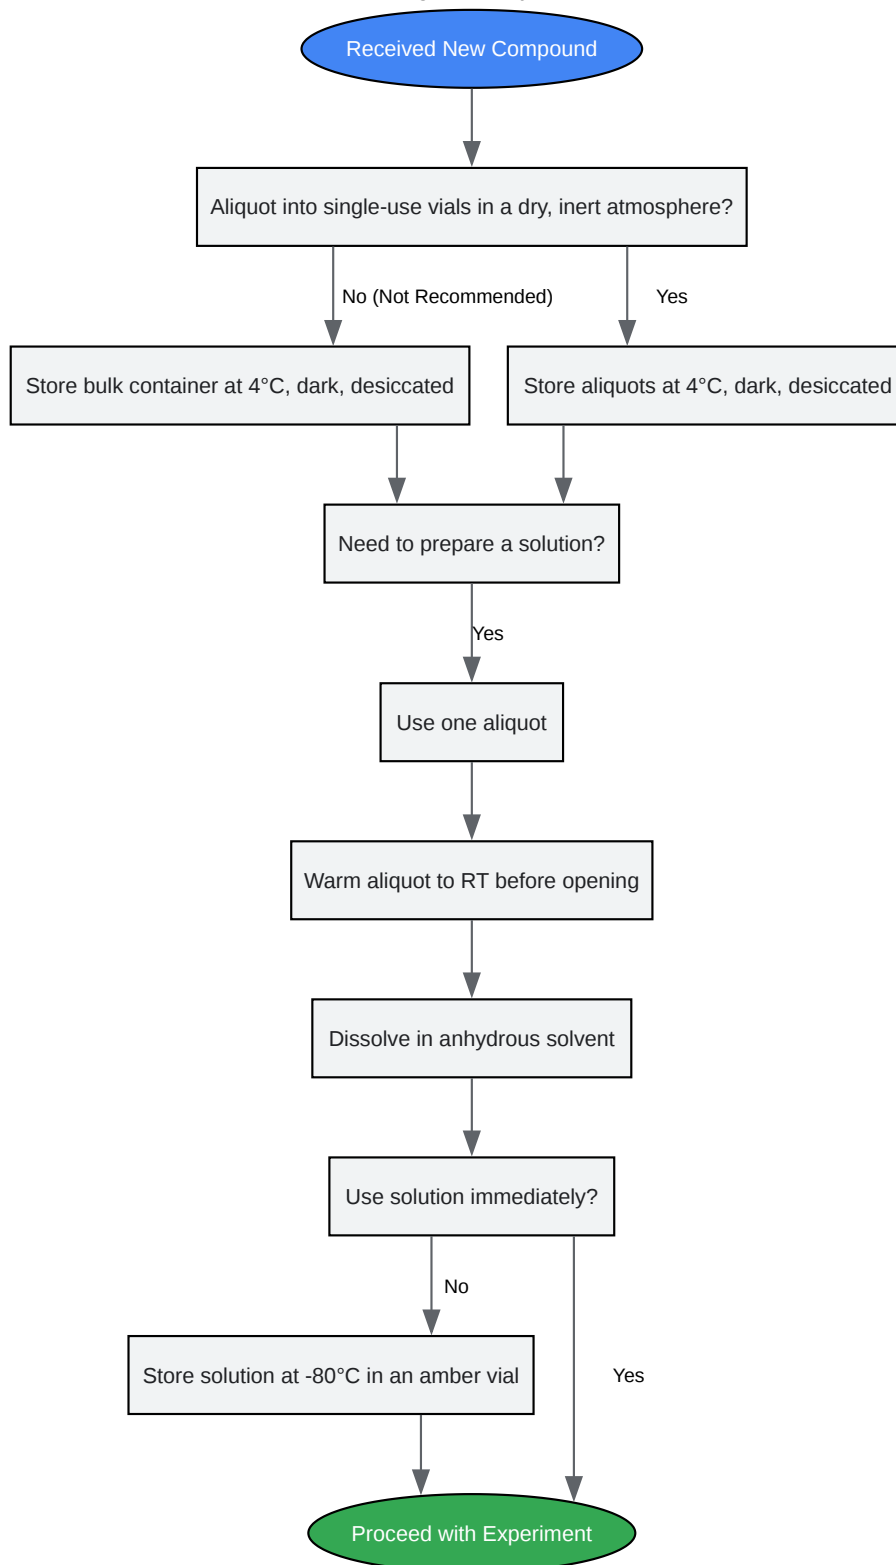 Received New Compound
Aliquot into single-use vials in a dry, inert atmosphere?
No (Not Recommended)
Yes
Store bulk container at 4°C, dark, desiccated
Store aliquots at 4°C, dark, desiccated
Need to prepare a solution?
Yes
Use one aliquot
Warm aliquot to RT before opening
Dissolve in anhydrous solvent
Use solution immediately?
No
Store solution at -80°C in an amber vial
Yes
Proceed with Experiment